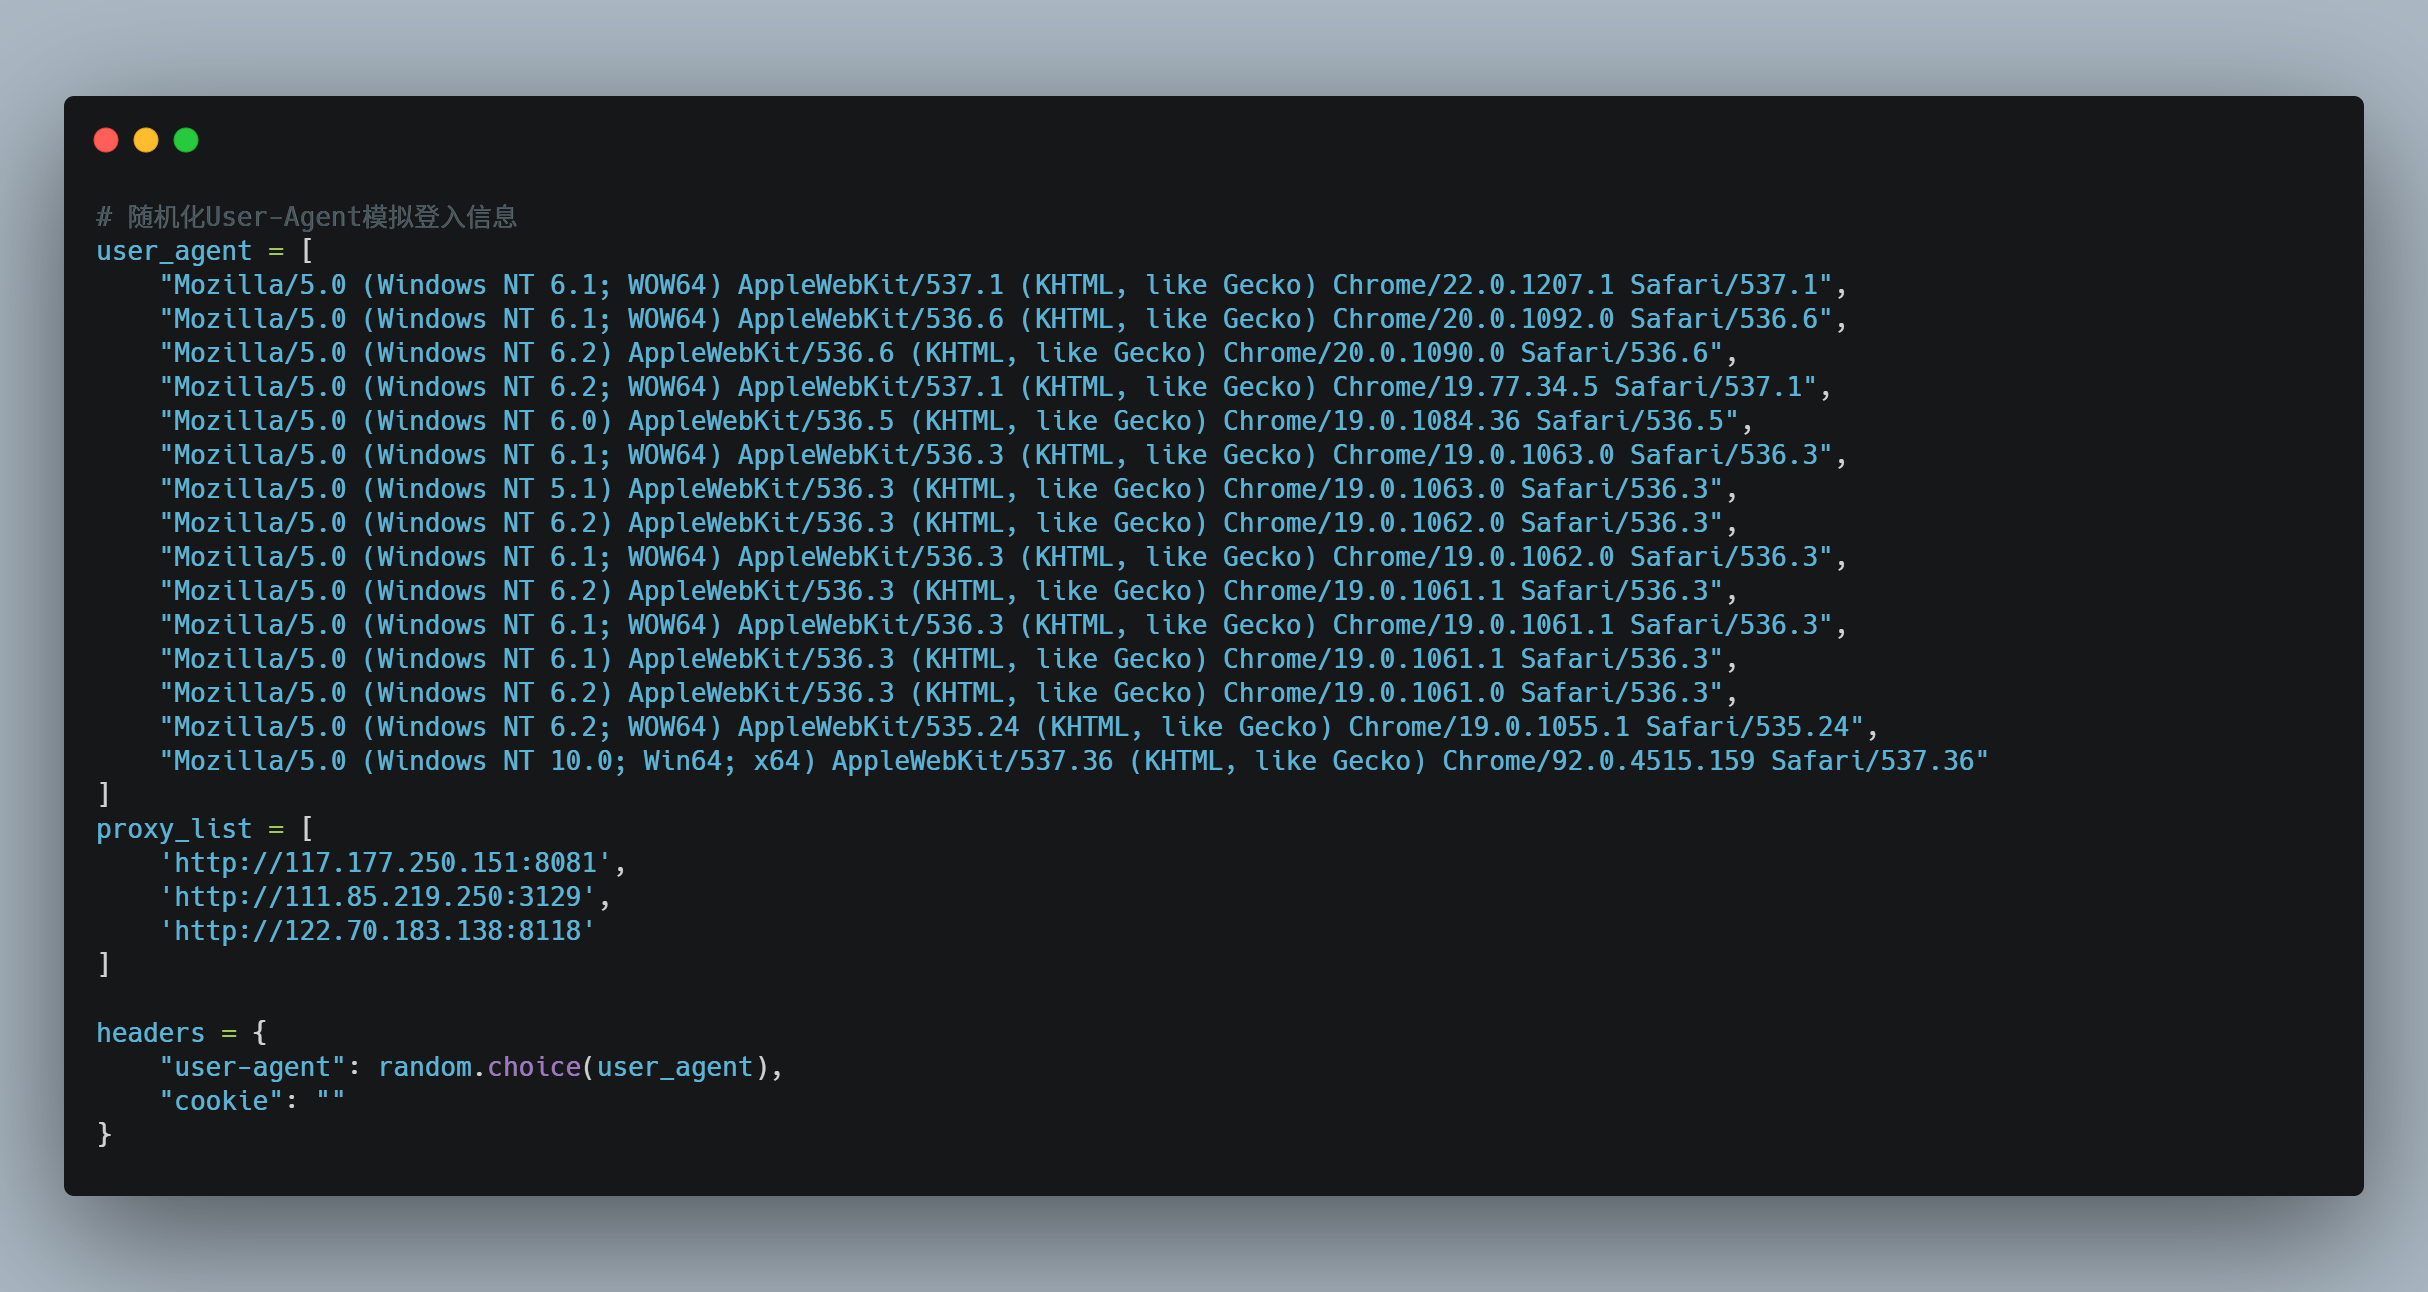 # 随机化User-Agent模拟登入信息
user_agent = [
    "Mozilla/5.0 (Windows NT 6.1; WOW64) AppleWebKit/537.1 (KHTML, like Gecko) Chrome/22.0.1207.1 Safari/537.1",
    "Mozilla/5.0 (Windows NT 6.1; WOW64) AppleWebKit/536.6 (KHTML, like Gecko) Chrome/20.0.1092.0 Safari/536.6",
    "Mozilla/5.0 (Windows NT 6.2) AppleWebKit/536.6 (KHTML, like Gecko) Chrome/20.0.1090.0 Safari/536.6",
    "Mozilla/5.0 (Windows NT 6.2; WOW64) AppleWebKit/537.1 (KHTML, like Gecko) Chrome/19.77.34.5 Safari/537.1",
    "Mozilla/5.0 (Windows NT 6.0) AppleWebKit/536.5 (KHTML, like Gecko) Chrome/19.0.1084.36 Safari/536.5",
    "Mozilla/5.0 (Windows NT 6.1; WOW64) AppleWebKit/536.3 (KHTML, like Gecko) Chrome/19.0.1063.0 Safari/536.3",
    "Mozilla/5.0 (Windows NT 5.1) AppleWebKit/536.3 (KHTML, like Gecko) Chrome/19.0.1063.0 Safari/536.3",
    "Mozilla/5.0 (Windows NT 6.2) AppleWebKit/536.3 (KHTML, like Gecko) Chrome/19.0.1062.0 Safari/536.3",
    "Mozilla/5.0 (Windows NT 6.1; WOW64) AppleWebKit/536.3 (KHTML, like Gecko) Chrome/19.0.1062.0 Safari/536.3",
    "Mozilla/5.0 (Windows NT 6.2) AppleWebKit/536.3 (KHTML, like Gecko) Chrome/19.0.1061.1 Safari/536.3",
    "Mozilla/5.0 (Windows NT 6.1; WOW64) AppleWebKit/536.3 (KHTML, like Gecko) Chrome/19.0.1061.1 Safari/536.3",
    "Mozilla/5.0 (Windows NT 6.1) AppleWebKit/536.3 (KHTML, like Gecko) Chrome/19.0.1061.1 Safari/536.3",
    "Mozilla/5.0 (Windows NT 6.2) AppleWebKit/536.3 (KHTML, like Gecko) Chrome/19.0.1061.0 Safari/536.3",
    "Mozilla/5.0 (Windows NT 6.2; WOW64) AppleWebKit/535.24 (KHTML, like Gecko) Chrome/19.0.1055.1 Safari/535.24",
    "Mozilla/5.0 (Windows NT 10.0; Win64; x64) AppleWebKit/537.36 (KHTML, like Gecko) Chrome/92.0.4515.159 Safari/537.36"
]
proxy_list = [
    'http://117.177.250.151:8081',
    'http://111.85.219.250:3129',
    'http://122.70.183.138:8118'
]

headers = {
    "user-agent": random.choice(user_agent),
    "cookie": ""
}